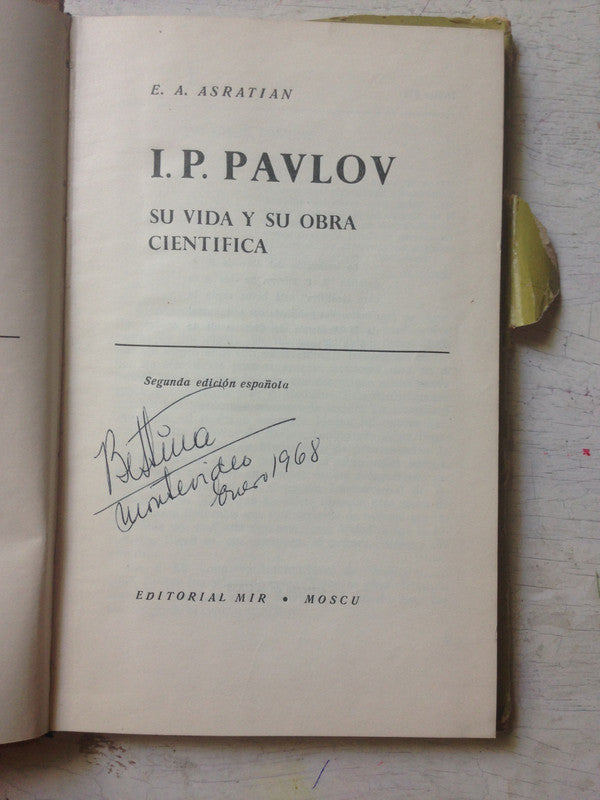 E. A. ASRATIAN
I. P. PAVLOV
SU VIDA Y SU OBRA
CIENTIFICA
Segunda edición española
Bettina
Montevideo
Enero 1968
EDITORIAL MIR • MOSCU